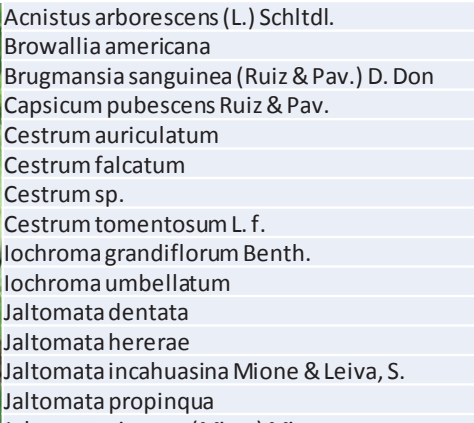 Acnistus arborescens (L.) Schltdl.
Browallia americana
Brugmansia sanguinea (Ruiz & Pav.) D. Don
Capsicum pubescens Ruiz & Pav.
Cestrum auriculatum
Cestrum falcatum
Cestrum sp.
Cestrum tomentosum L. f.
Iochroma grandiflorum Benth.
Iochroma umbellatum
Jaltomata dentata
Jaltomata hererae
Jaltomata incahuasina Mione & Leiva, S.
Jaltomata propinqua